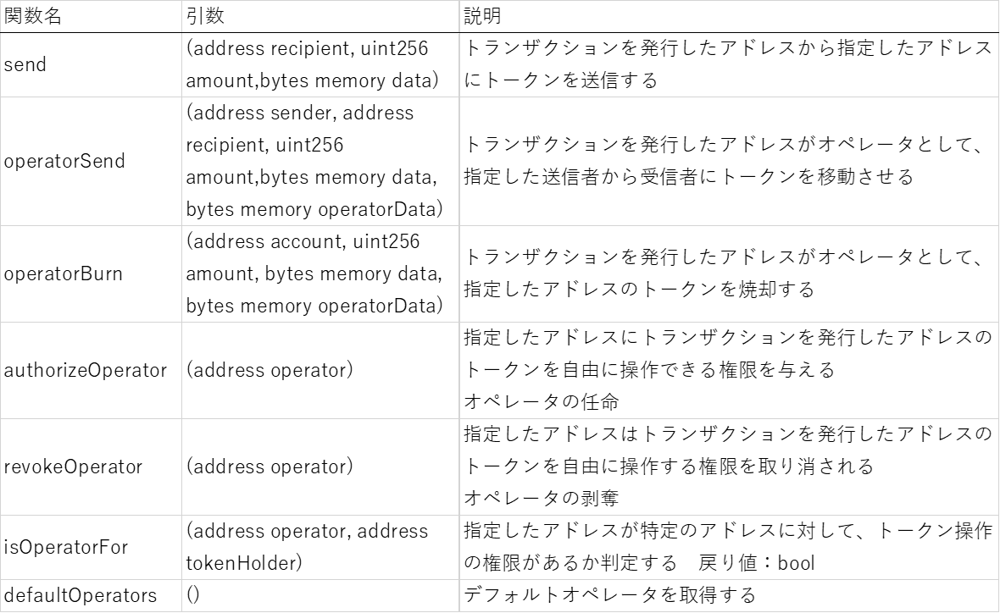 関数名 引数 説明
send
(address recipient, uint256
amount,bytes memory data)
トランザクションを発行したアドレスから指定したアドレス
にトークンを送信する
operatorSend
(address sender, address
recipient, uint256
amount,bytes memory data,
bytes memory operatorData)
トランザクションを発行したアドレスがオペレータとして、
指定した送信者から受信者にトークンを移動させる
operatorBurn
(address account, uint256
amount, bytes memory data,
bytes memory operatorData)
トランザクションを発行したアドレスがオペレータとして、
指定したアドレスのトークンを焼却する
authorizeOperator
(address operator)
指定したアドレスにトランザクションを発行したアドレスの
トークンを自由に操作できる権限を与える
オペレータの任命
revokeOperator
(address operator)
指定したアドレスはトランザクションを発行したアドレスの
トークンを自由に操作する権限を取り消される
オペレータの剥奪
isOperatorFor
(address operator, address
tokenHolder)
指定したアドレスが特定のアドレスに対して、トークン操作
の権限があるか判定する　戻り値：bool
defaultOperators
()
デフォルトオペレータを取得する